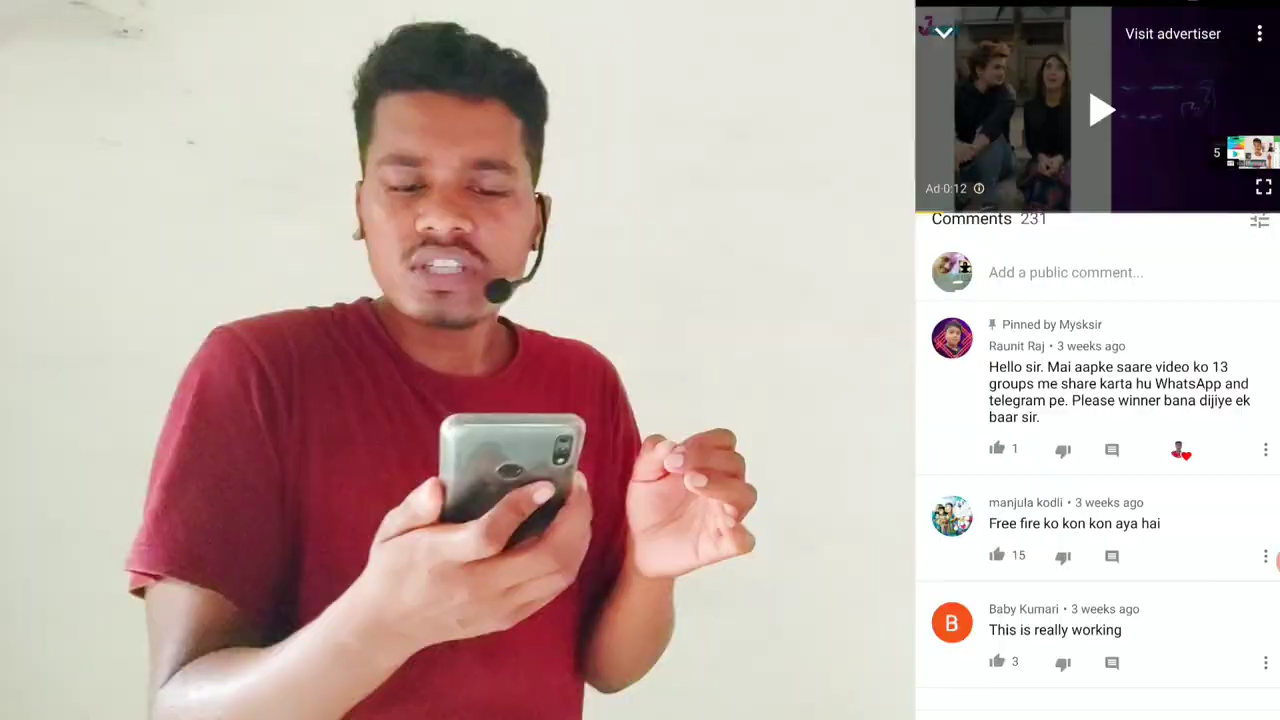 Visit advertiser
5
Ad·0:12
Comments 231
Add a public comment...
Pinned by Mysksir
Raunit Raj • 3 weeks ago
Hello sir. Mai aapke saare video ko 13
groups me share karta hu WhatsApp and
telegram pe. Please winner bana dijiye ek
baar sir.
1
manjula kodli • 3 weeks ago
Free fire ko kon kon aya hai
15
B
Baby Kumari • 3 weeks ago
This is really working
3